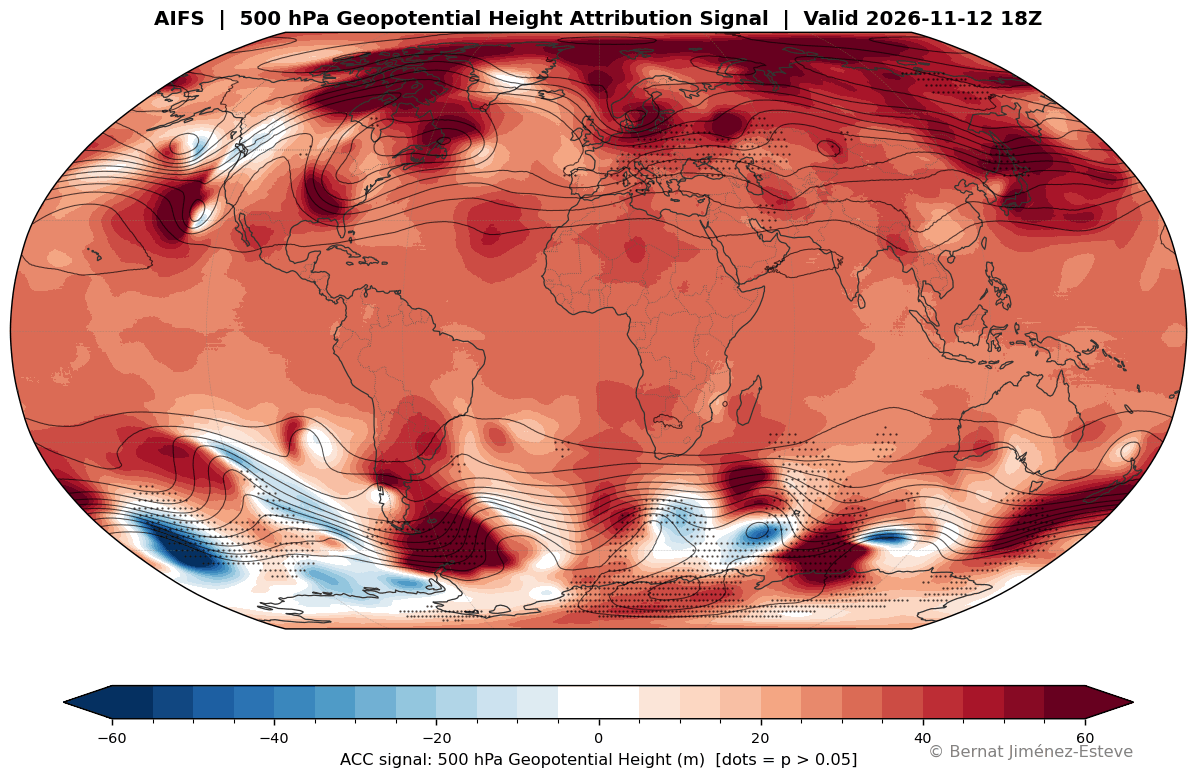 AIFS | 500 hPa Geopotential Height Attribution Signal | Valid 2026-11-12 18Z
−60 −40 −20 0 20 40 60
© Bernat Jiménez-Esteve
ACC signal: 500 hPa Geopotential Height (m) [dots = p > 0.05]